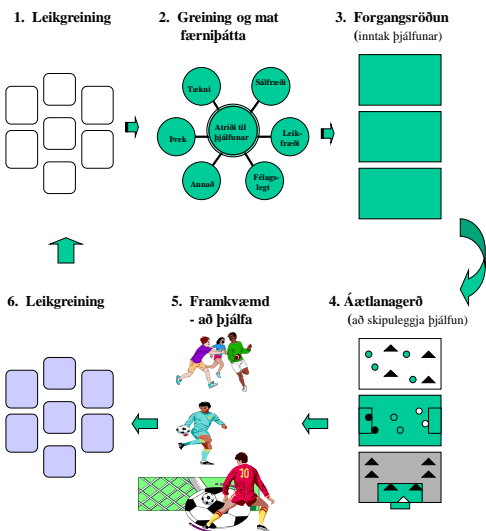 1. Leikgreining
2. Greining og mat
færniþátta
3. Forgangsröðun
(inntak þjálfunar)
Tækni
Sálfræði
Þrek
Atriði til
þjálfunar
Leik-
fræði
Annað
Félags-
legt
6. Leikgreining
5. Framkvæmd
- að þjálfa
4. Áætlanagerð
(að skipuleggja þjálfun)
10